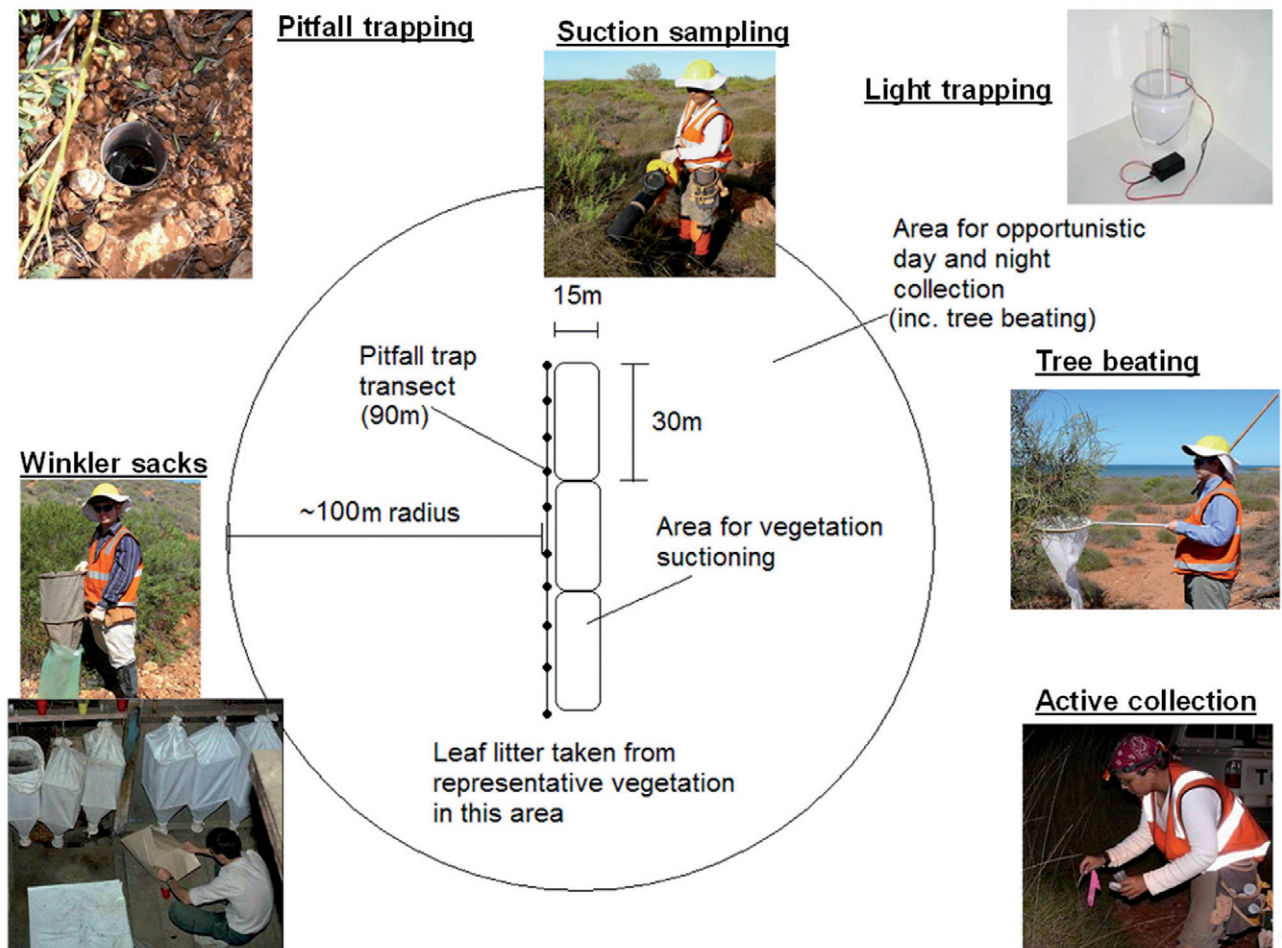 Pitfall trapping
Suction sampling
Light trapping
Area for opportunistic
day and night
collection
(inc. tree beating)
15m
Pitfall trap
transect
(90m)
30m
Tree beating
Winkler sacks
~100m radius
Area for vegetation
suctioning
Active collection
Leaf litter taken from
representative vegetation
in this area